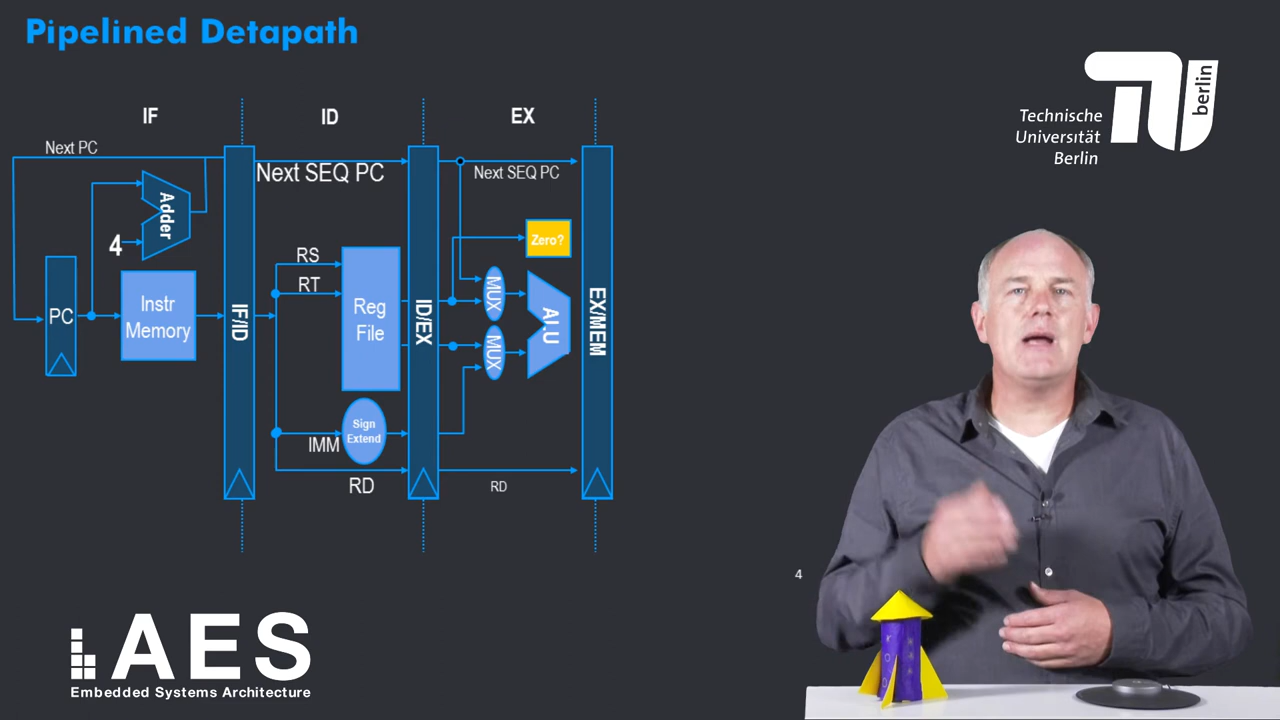 Pipelined Detapath
berlin
Technische
Universität
Berlin
IF
ID
EX
Next PC
Next SEQ PC
Next SEQ PC
Adder
4
Zero?
RS
RT
MUX
MUX
PC
Instr
Memory
IF/ID
Reg
File
ID/EX
ALU
EX/MEM
Sign
Extend
IMM
RD
RD
4
AES
Embedded Systems Architecture